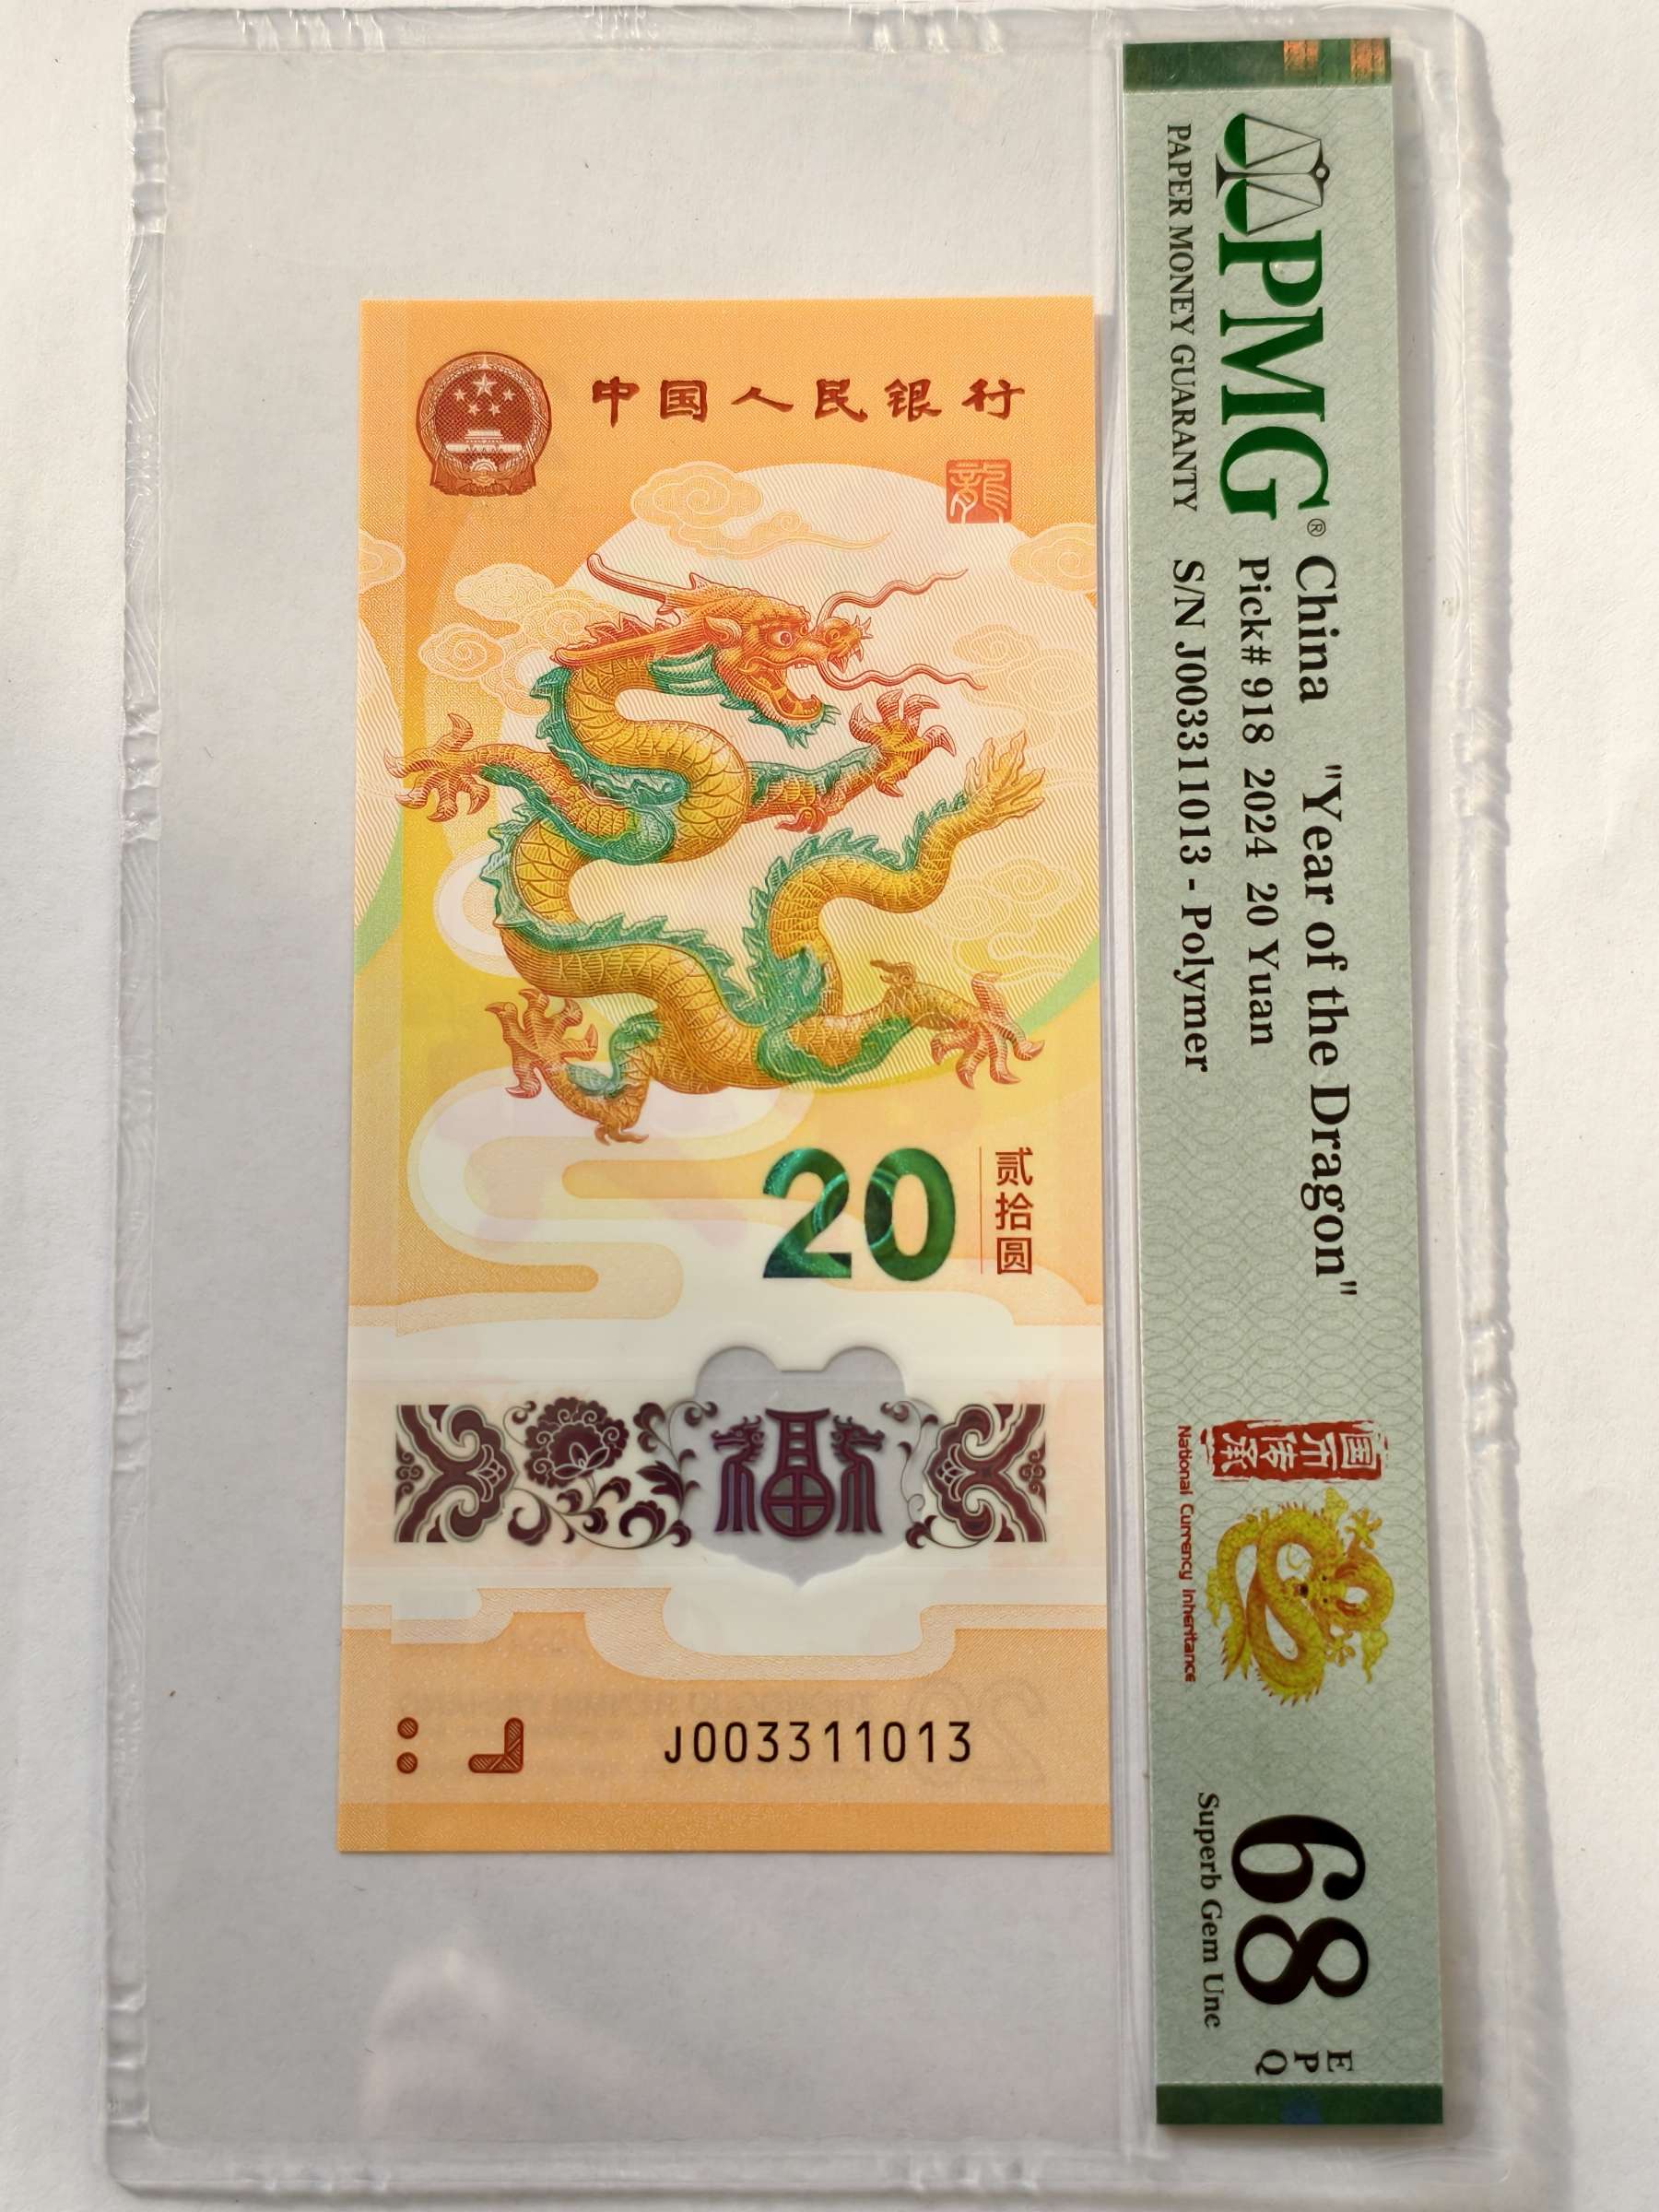 中国人民银行
龍
20
贰拾圆
福
J003311013
PMG®
PAPER MONEY GUARANTY
China "Year of the Dragon"
Pick# 918 2024 20 Yuan
S/N J003311013 - Polymer
国币传承
National Currency Inheritance
68
EPQ
Superb Gem Unc